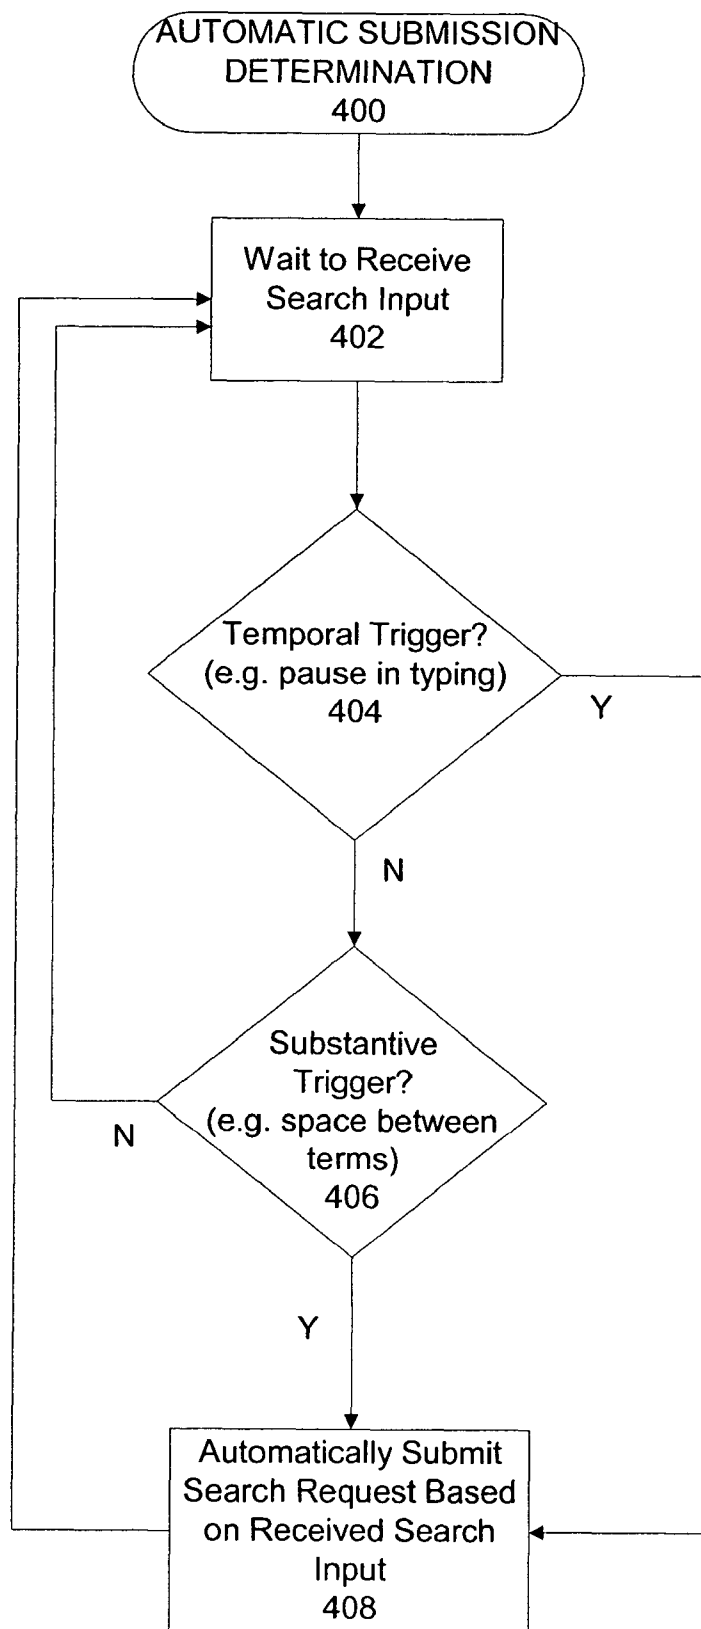 AUTOMATIC SUBMISSION
DETERMINATION
400
Wait to Receive
Search Input
402
Temporal Trigger?
(e.g. pause in typing)
404
Y
N
Substantive
Trigger?
(e.g. space between
terms)
406
N
Y
Automatically Submit
Search Request Based
on Received Search
Input
408